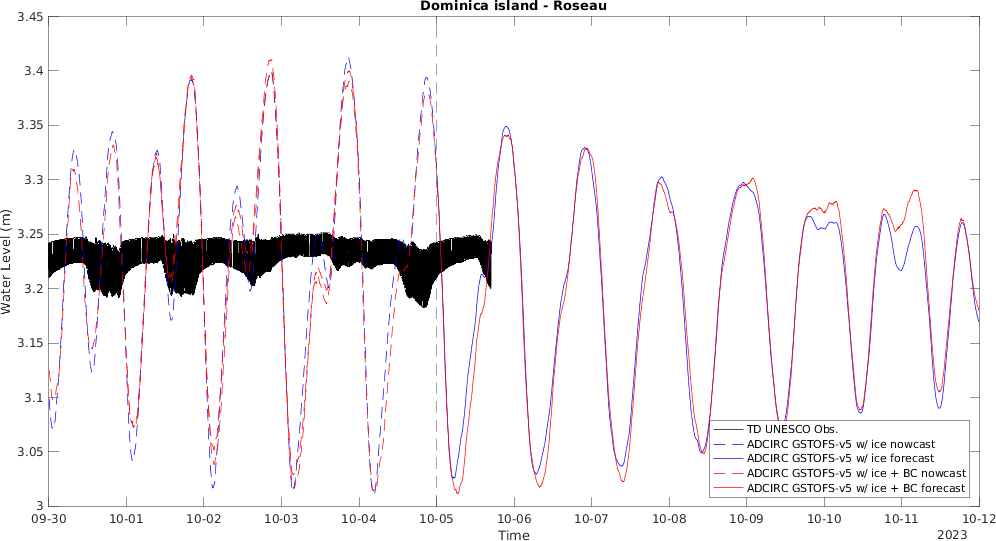 Dominica island - Roseau
3.45
3.4
3.35
3.3
3.25
3.2
3.15
3.1
3.05
3
Water Level (m)
TD UNESCO Obs.
ADCIRC GSTOFS-v5 w/ ice nowcast
ADCIRC GSTOFS-v5 w/ ice forecast
ADCIRC GSTOFS-v5 w/ ice + BC nowcast
ADCIRC GSTOFS-v5 w/ ice + BC forecast
09-30 10-01 10-02 10-03 10-04 10-05 10-06 10-07 10-08 10-09 10-10 10-11 10-12
Time
2023